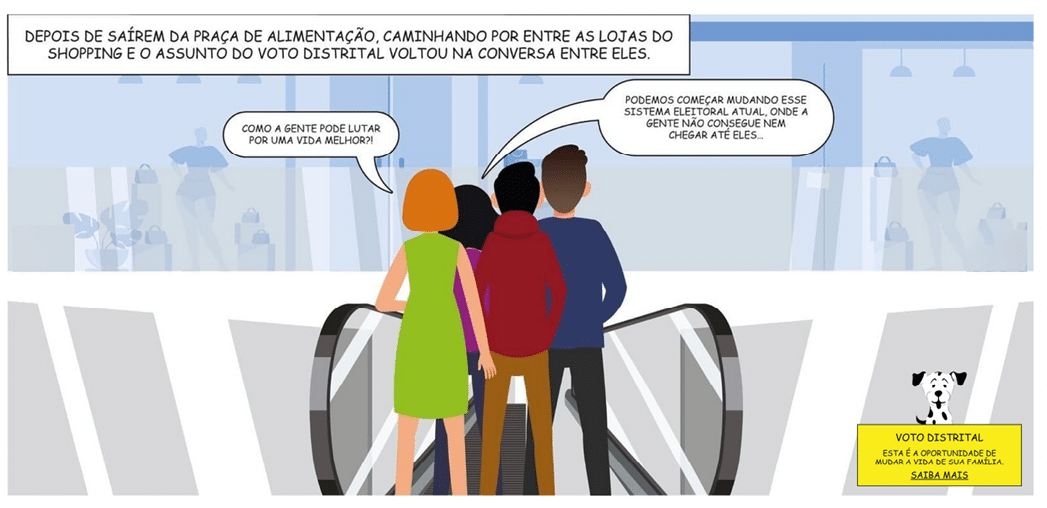 DEPOIS DE SAÍREM DA PRAÇA DE ALIMENTAÇÃO, CAMINHANDO POR ENTRE AS LOJAS DO
SHOPPING E O ASSUNTO DO VOTO DISTRITAL VOLTOU NA CONVERSA ENTRE ELES.
COMO A GENTE PODE LUTAR
POR UMA VIDA MELHOR?!
PODEMOS COMEÇAR MUDANDO ESSE
SISTEMA ELEITORAL ATUAL, ONDE A
GENTE NÃO CONSEGUE NEM
CHEGAR ATÉ ELES...
VOTO DISTRITAL
ESTA É A OPORTUNIDADE DE
MUDAR A VIDA DE SUA FAMÍLIA.
SAIBA MAIS